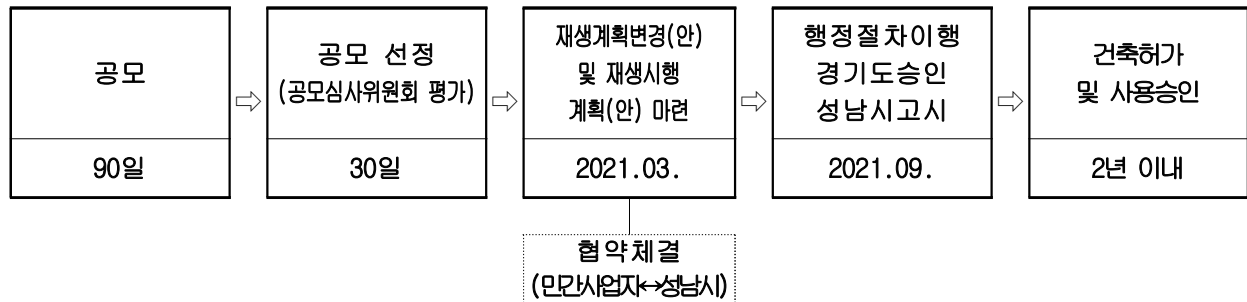 공모
90일
공모 선정
(공모심사위원회 평가)
30일
재생계획변경(안)
및 재생시행
계획(안) 마련
2021.03.
행정절차이행
경기도승인
성남시고시
2021.09.
건축허가
및 사용승인
2년 이내
협약체결
(민간사업자↔성남시)